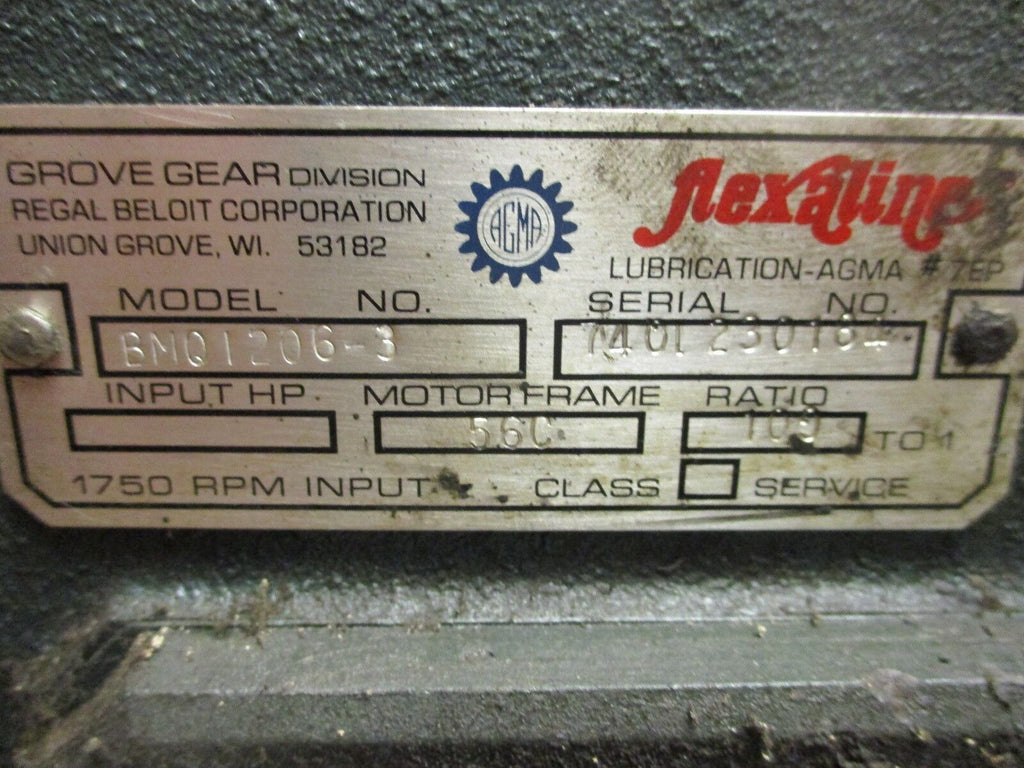 GROVE GEAR DIVISION
REGAL BELOIT CORPORATION
UNION GROVE, WI. 53182
AGMA
flexaline
LUBRICATION-AGMA #7EP
MODEL NO.
BMQ1206-3
SERIAL NO.
INPUT HP.
MOTOR FRAME
56C
RATIO
TO 1
1750 RPM INPUT
CLASS
SERVICE